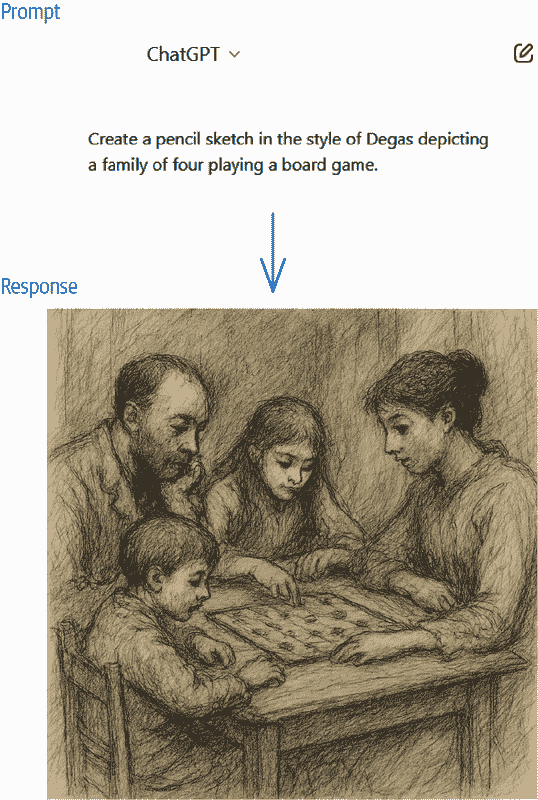 Prompt
ChatGPT
Create a pencil sketch in the style of Degas depicting
a family of four playing a board game.
Response